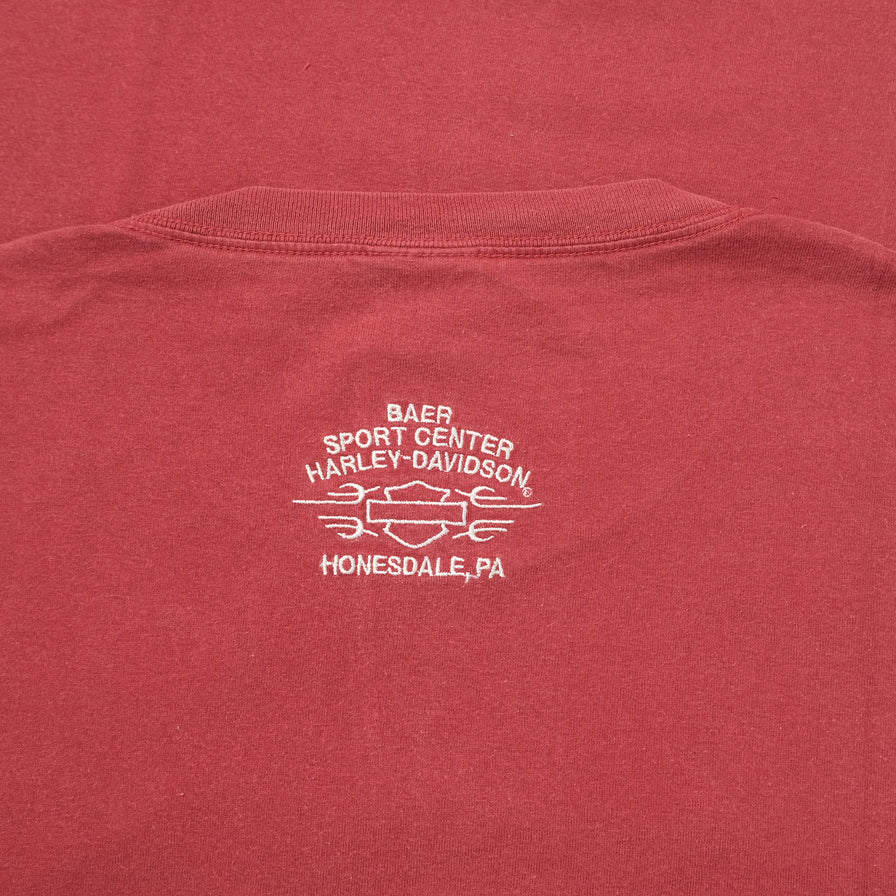 BAER
SPORT CENTER
HARLEY-DAVIDSON®
HONESDALE, PA